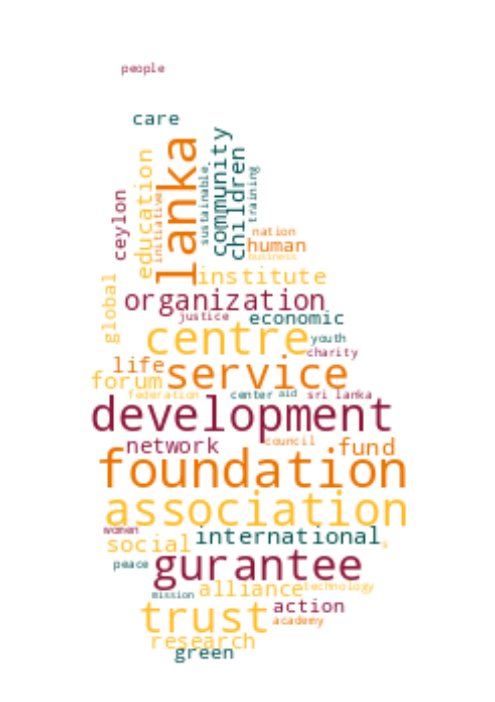 people
care
lanka
community
children
education
sustainable
training
initiative
ceylon
nation
human
business
institute
global
organization
justice
economic
centre
youth
charity
life
service
forum
federation
center
aid
sri lanka
development
network
council
fund
foundation
association
women
social
international
s
peace
gurantee
mission
alliance
technology
trust
action
academy
research
green